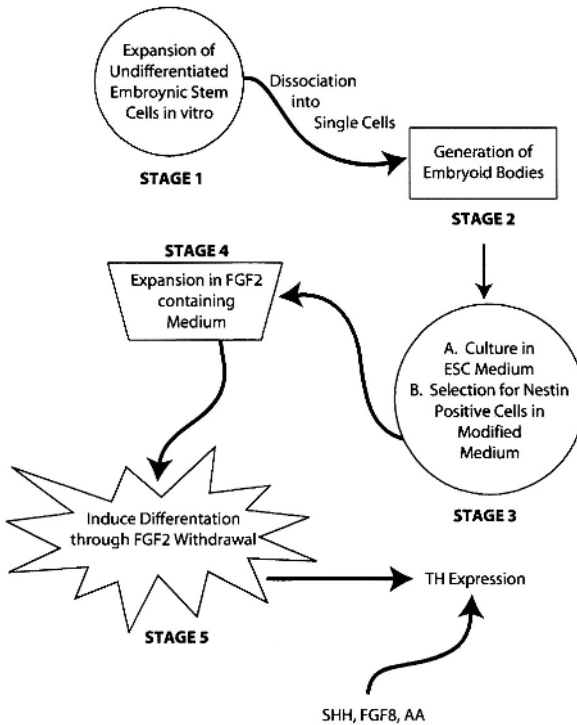 Expansion of
Undifferentiated
Embroynic Stem
Cells in vitro
STAGE 1
Dissociation
into
Single Cells
Generation of
Embryoid Bodies
STAGE 2
A. Culture in
ESC Medium
B. Selection for Nestin
Positive Cells in
Modified
Medium
STAGE 3
STAGE 4
Expansion in FGF2
containing
Medium
Induce Differentation
through FGF2 Withdrawal
STAGE 5
TH Expression
SHH, FGF8, AA